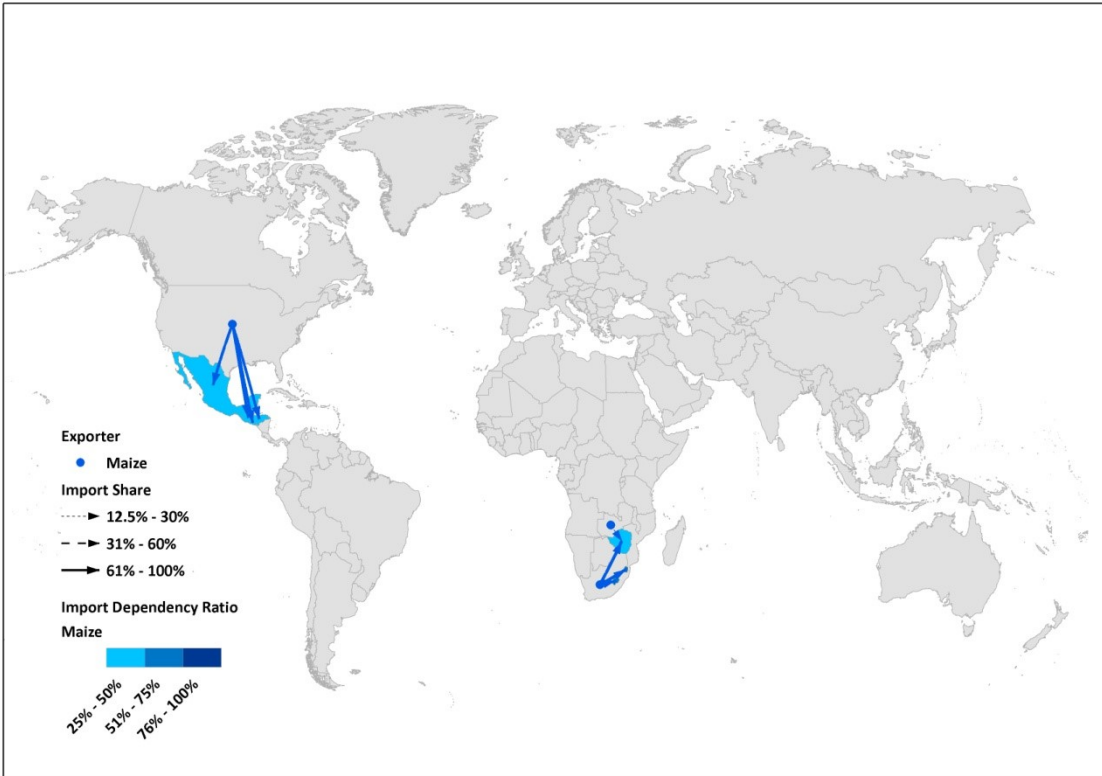 Exporter
Maize
Import Share
12.5% - 30%
31% - 60%
61% - 100%
Import Dependency Ratio
Maize
25% - 50%
51% - 75%
76% - 100%